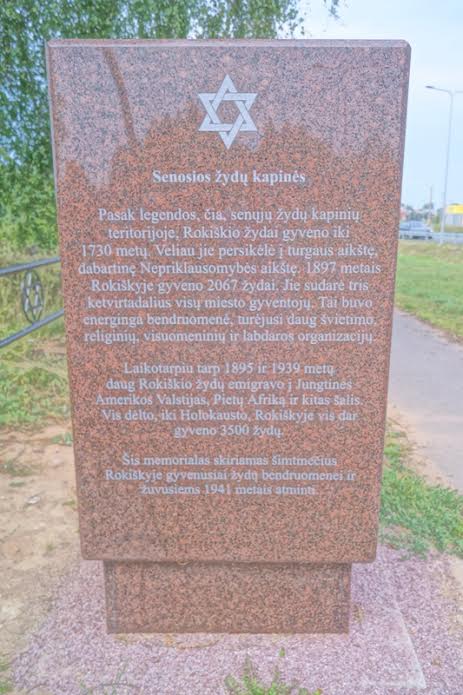 Senosios žydų kapinės
Pasak legendos, čia, senųjų žydų kapinių
teritorijoje, Rokiškio žydai gyveno iki
1730 metų. Vėliau jie persikėlė į turgaus aikštę,
dabartinę Nepriklausomybės aikštę. 1897 metais
Rokiškyje gyveno 2067 žydai. Jie sudarė tris
ketvirtadalius visų miesto gyventojų. Tai buvo
energinga bendruomenė, turėjusi daug švietimo,
religinių, visuomeninių ir labdaros organizacijų.
Laikotarpiu tarp 1895 ir 1939 metų
daug Rokiškio žydų emigravo į Jungtinės
Amerikos Valstijas, Pietų Afriką ir kitas šalis.
Vis dėlto, iki Holokausto, Rokiškyje vis dar
gyveno 3500 žydų.
Šis memorialas skiriamas šimtmečius
Rokiškyje gyvenusiai žydų bendruomenei ir
žuvusiems 1941 metais atminti.